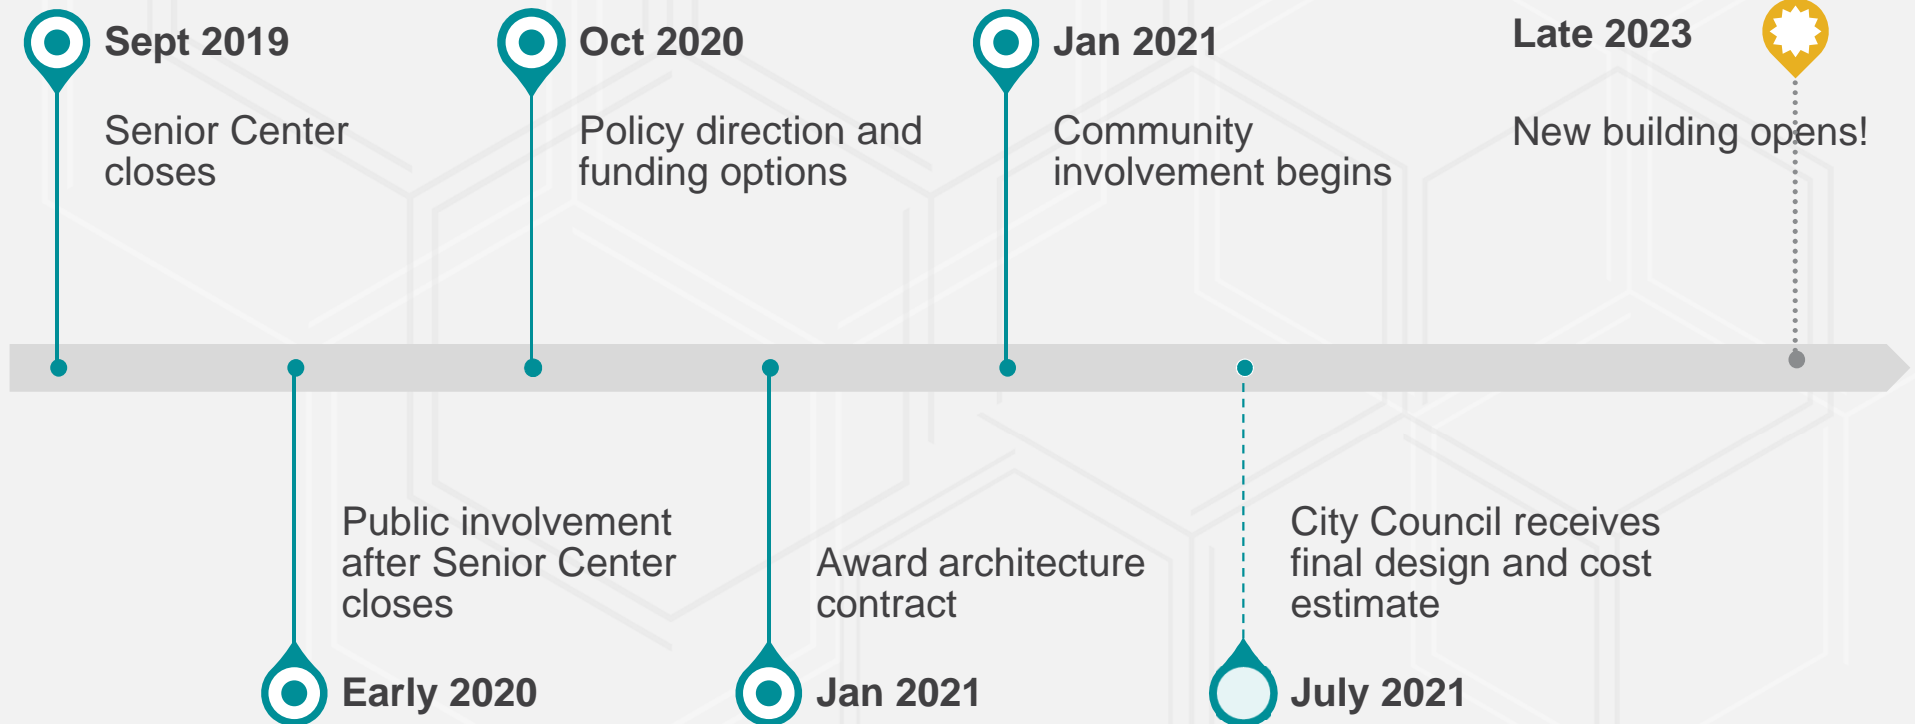 Sept 2019
Senior Center
closes
Oct 2020
Policy direction and
funding options
Jan 2021
Community
involvement begins
Late 2023
New building opens!
Public involvement
after Senior Center
closes
Early 2020
Award architecture
contract
Jan 2021
City Council receives
final design and cost
estimate
July 2021